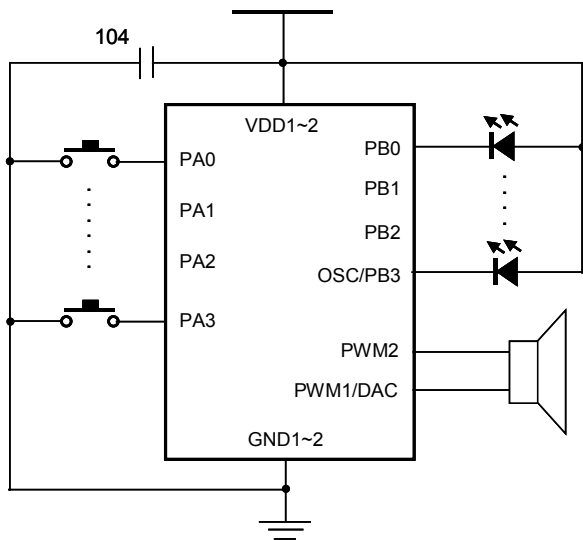 104
VDD1~2
PA0
PB0
PA1
PB1
PA2
PB2
OSC/PB3
PA3
PWM2
PWM1/DAC
GND1~2